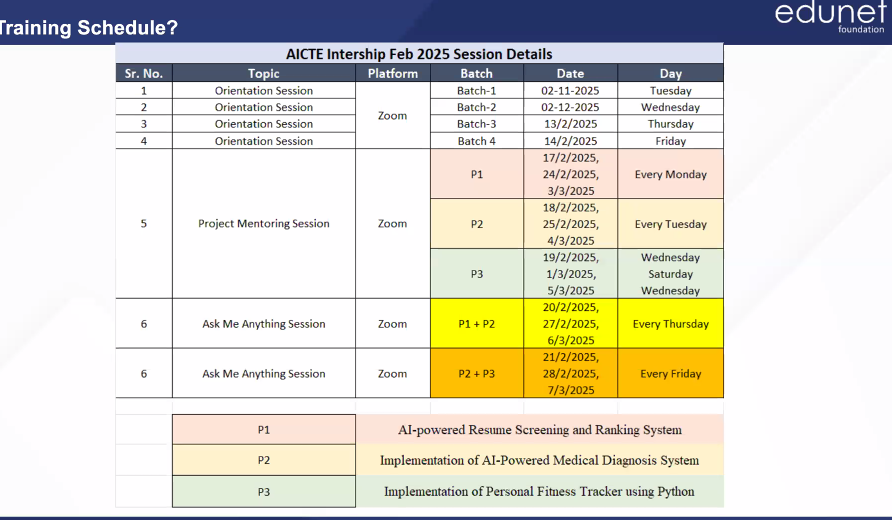 Training Schedule?
edunet
foundation
AICTE Intership Feb 2025 Session Details
Sr. No. Topic Platform Batch Date Day
1 Orientation Session Zoom Batch-1 02-11-2025 Tuesday
2 Orientation Session Batch-2 02-12-2025 Wednesday
3 Orientation Session Batch-3 13/2/2025 Thursday
4 Orientation Session Batch 4 14/2/2025 Friday
5 Project Mentoring Session Zoom
P1 17/2/2025, Every Monday
24/2/2025,
3/3/2025
P2 18/2/2025, Every Tuesday
25/2/2025,
4/3/2025
P3 19/2/2025, Wednesday
1/3/2025, Saturday
5/3/2025 Wednesday
6 Ask Me Anything Session Zoom P1 + P2 20/2/2025, Every Thursday
27/2/2025,
6/3/2025
6 Ask Me Anything Session Zoom P2 + P3 21/2/2025, Every Friday
28/2/2025,
7/3/2025
P1 AI-powered Resume Screening and Ranking System
P2 Implementation of AI-Powered Medical Diagnosis System
P3 Implementation of Personal Fitness Tracker using Python